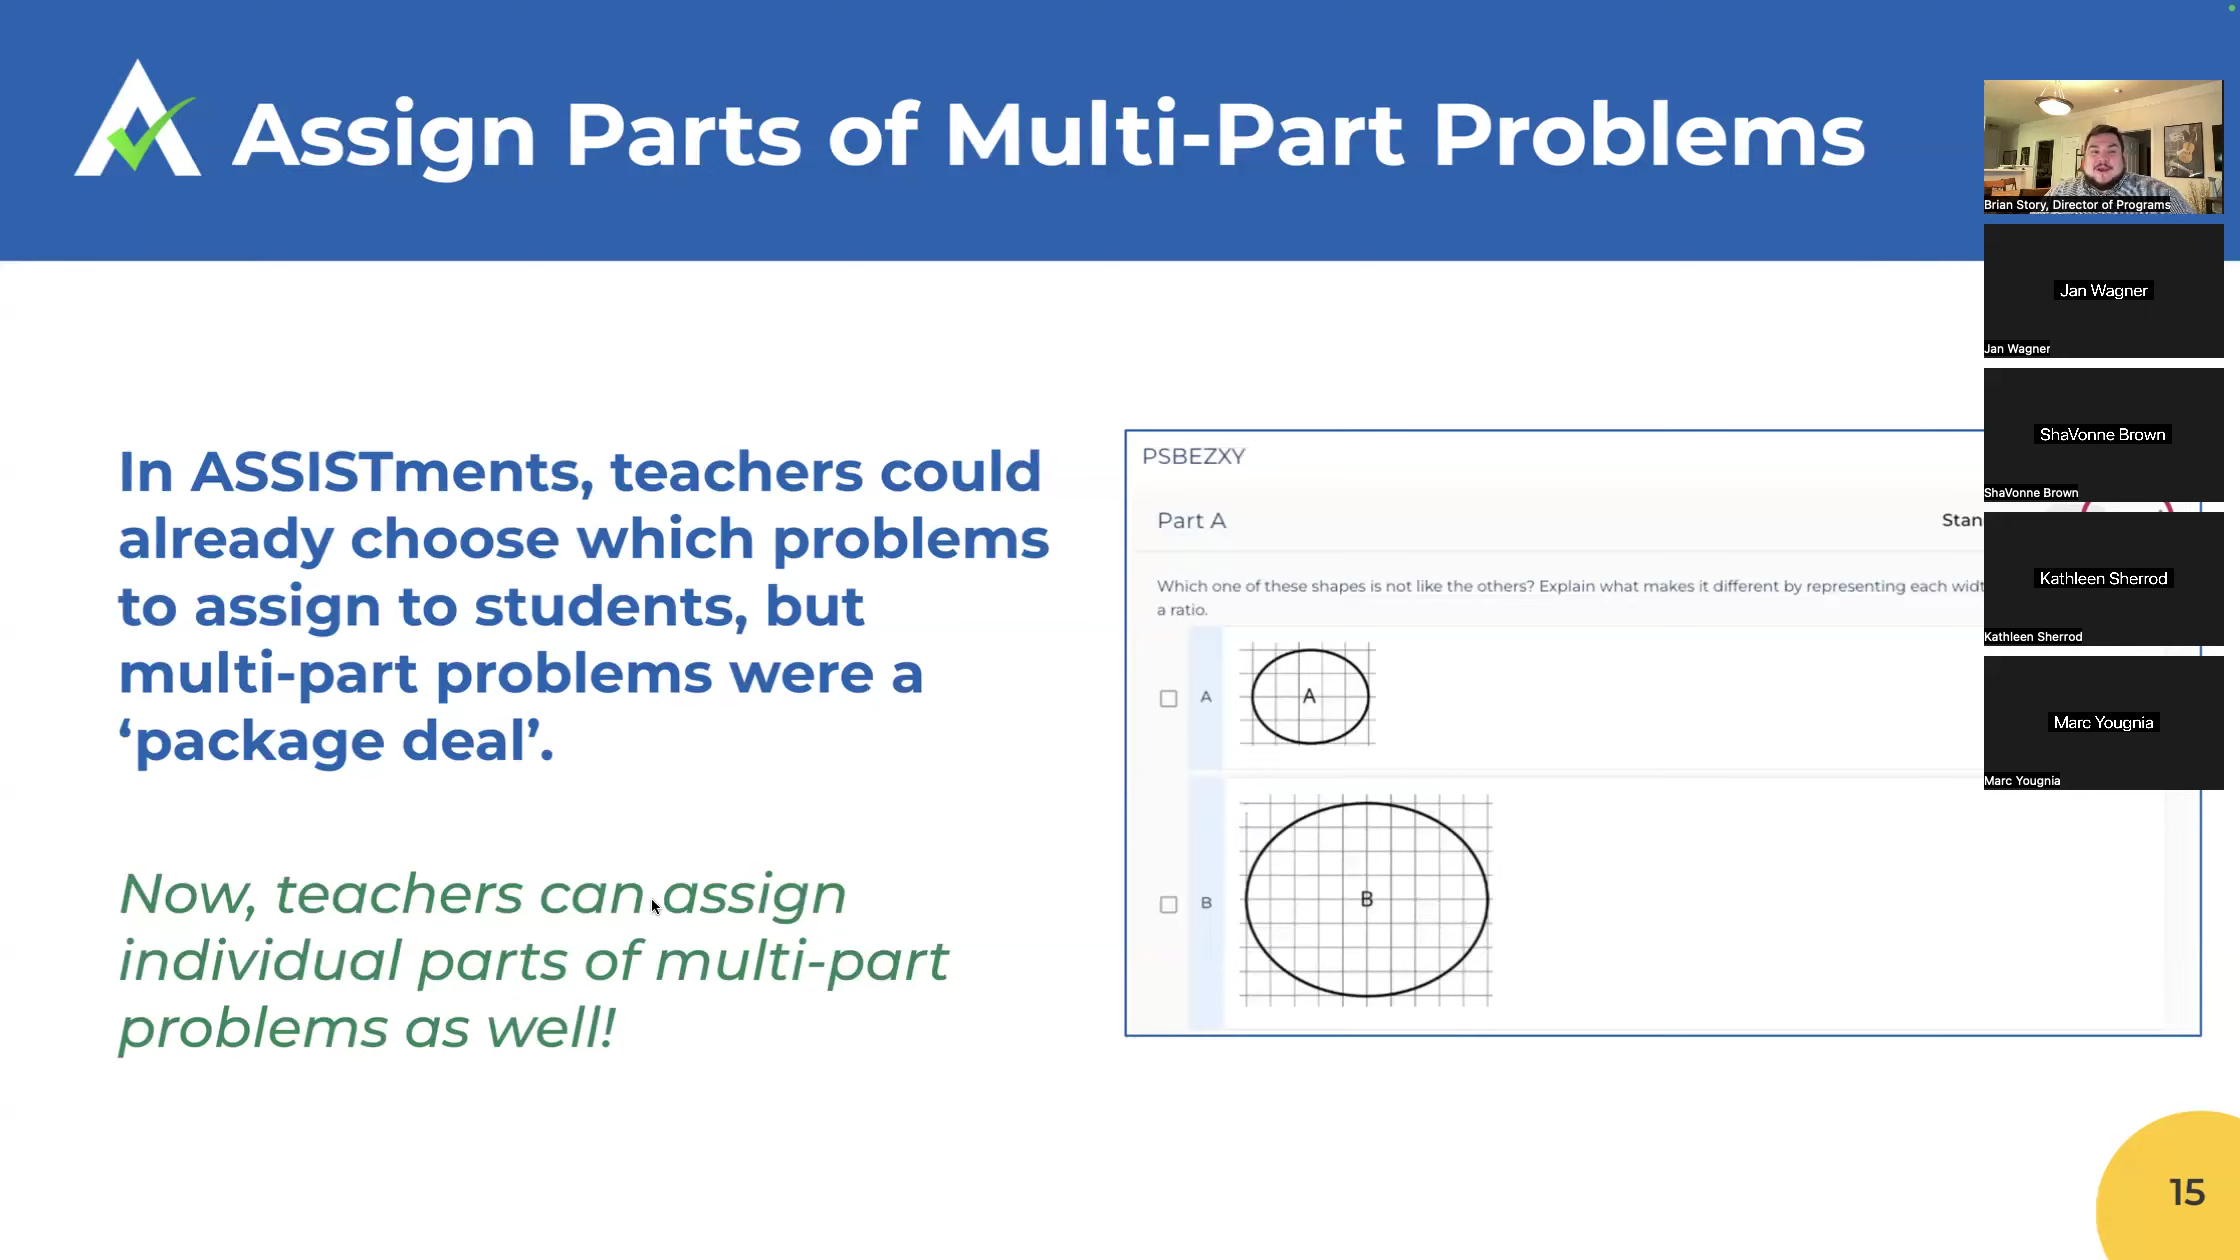 Assign Parts of Multi-Part Problems
In ASSISTments, teachers could
already choose which problems
to assign to students, but
multi-part problems were a
‘package deal’.
Now, teachers can assign
individual parts of multi-part
problems as well!
PSBEZXY
Part A
Stan
Which one of these shapes is not like the others? Explain what makes it different by representing each widt
a ratio.
A
A
B
B
Brian Story, Director of Programs
Jan Wagner
Jan Wagner
ShaVonne Brown
ShaVonne Brown
Kathleen Sherrod
Kathleen Sherrod
Marc Yougnia
Marc Yougnia
15